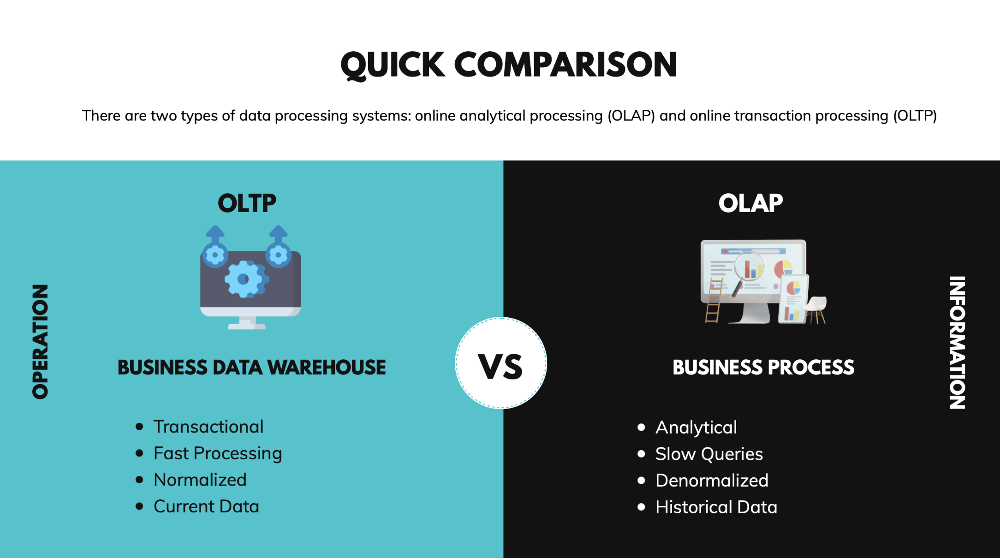 QUICK COMPARISON
There are two types of data processing systems: online analytical processing (OLAP) and online transaction processing (OLTP)
OLTP
OPERATION
BUSINESS DATA WAREHOUSE
• Transactional
• Fast Processing
• Normalized
• Current Data
VS
OLAP
INFORMATION
BUSINESS PROCESS
• Analytical
• Slow Queries
• Denormalized
• Historical Data